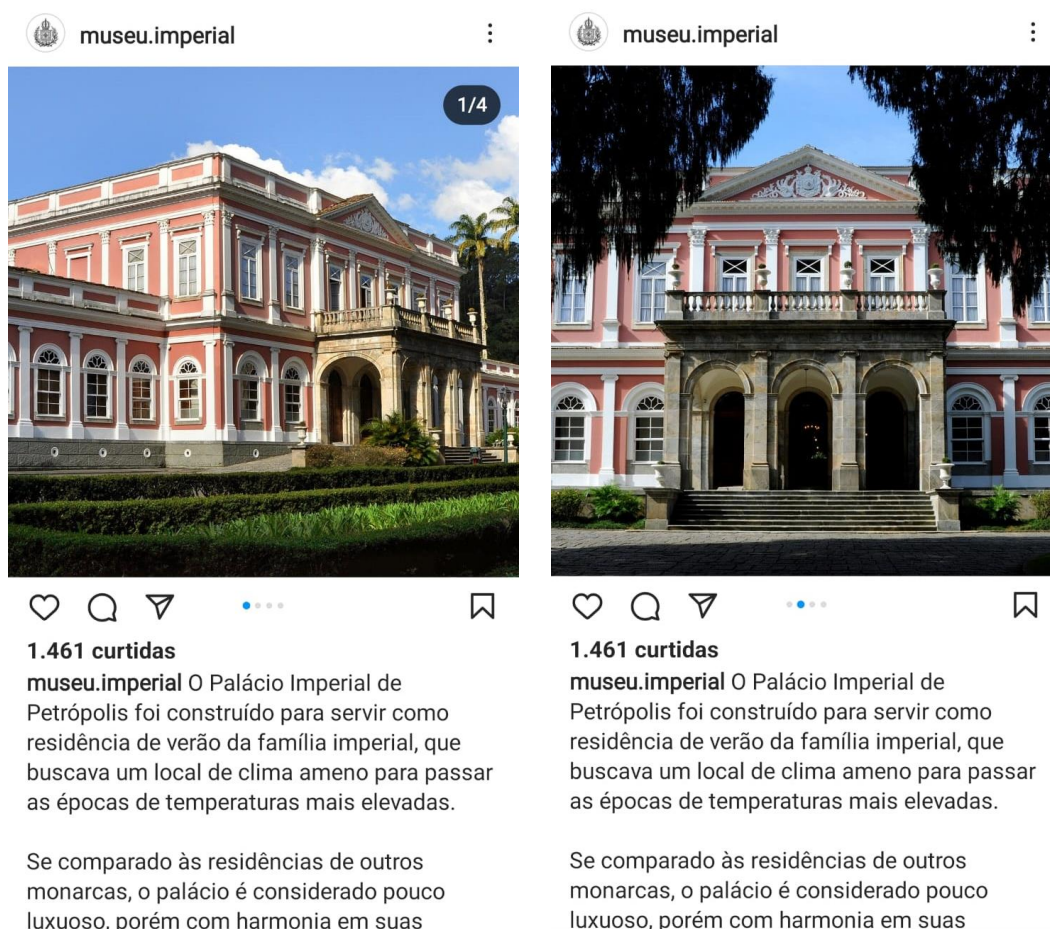 museu.imperial
1/4
1.461 curtidas
museu.imperial O Palácio Imperial de
Petrópolis foi construído para servir como
residência de verão da família imperial, que
buscava um local de clima ameno para passar
as épocas de temperaturas mais elevadas.
Se comparado às residências de outros
monarcas, o palácio é considerado pouco
luxuoso, porém com harmonia em suas
museu.imperial
1.461 curtidas
museu.imperial O Palácio Imperial de
Petrópolis foi construído para servir como
residência de verão da família imperial, que
buscava um local de clima ameno para passar
as épocas de temperaturas mais elevadas.
Se comparado às residências de outros
monarcas, o palácio é considerado pouco
luxuoso, porém com harmonia em suas